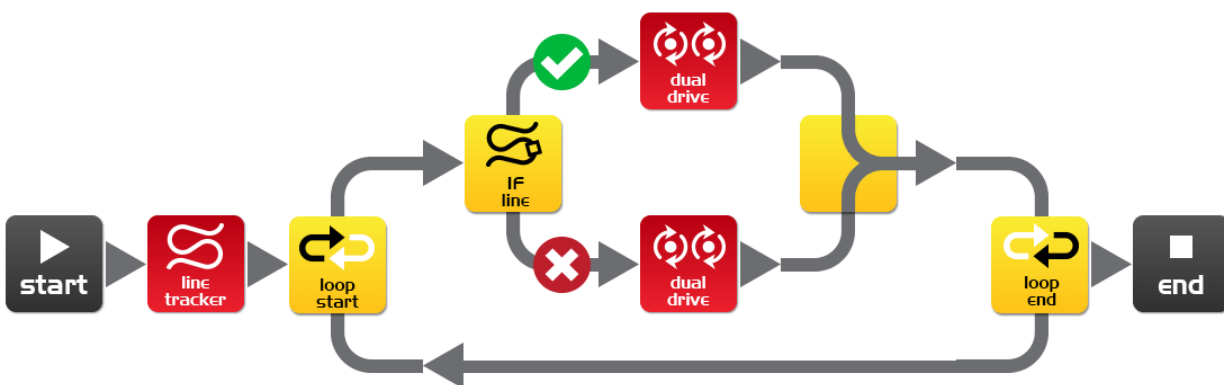 dual
drive
IF
line
start
line
tracker
loop
start
dual
drive
loop
end
end